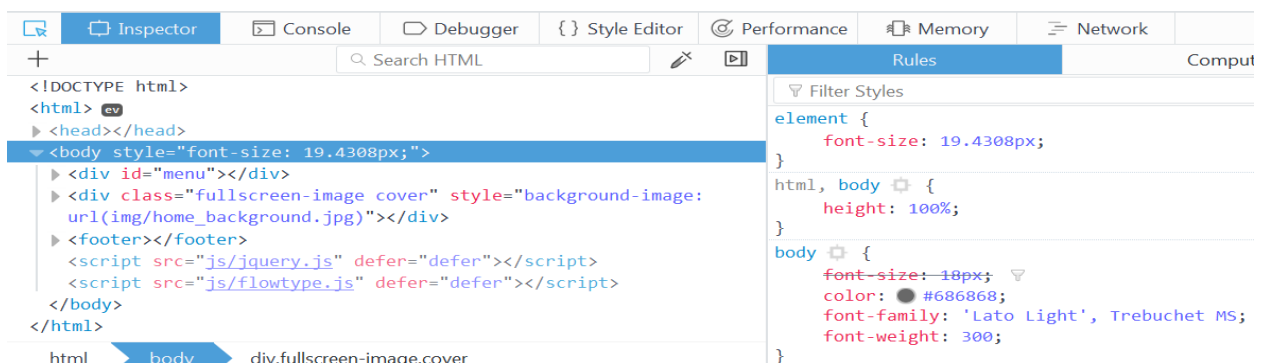 Inspector Console Debugger { } Style Editor Performance Memory Network
+ Search HTML
<!DOCTYPE html>
<html> ev
<head></head>
<body style="font-size: 19.4308px;">
<div id="menu"></div>
<div class="fullscreen-image cover" style="background-image:
url(img/home_background.jpg)"></div>
<footer></footer>
<script src="js/jquery.js" defer="defer"></script>
<script src="js/flowtype.js" defer="defer"></script>
</body>
</html>
html body div.fullscreen-image.cover
Rules Comput
Filter Styles
element {
font-size: 19.4308px;
}
html, body {
height: 100%;
}
body {
font-size: 18px;
color: #686868;
font-family: 'Lato Light', Trebuchet MS;
font-weight: 300;
}